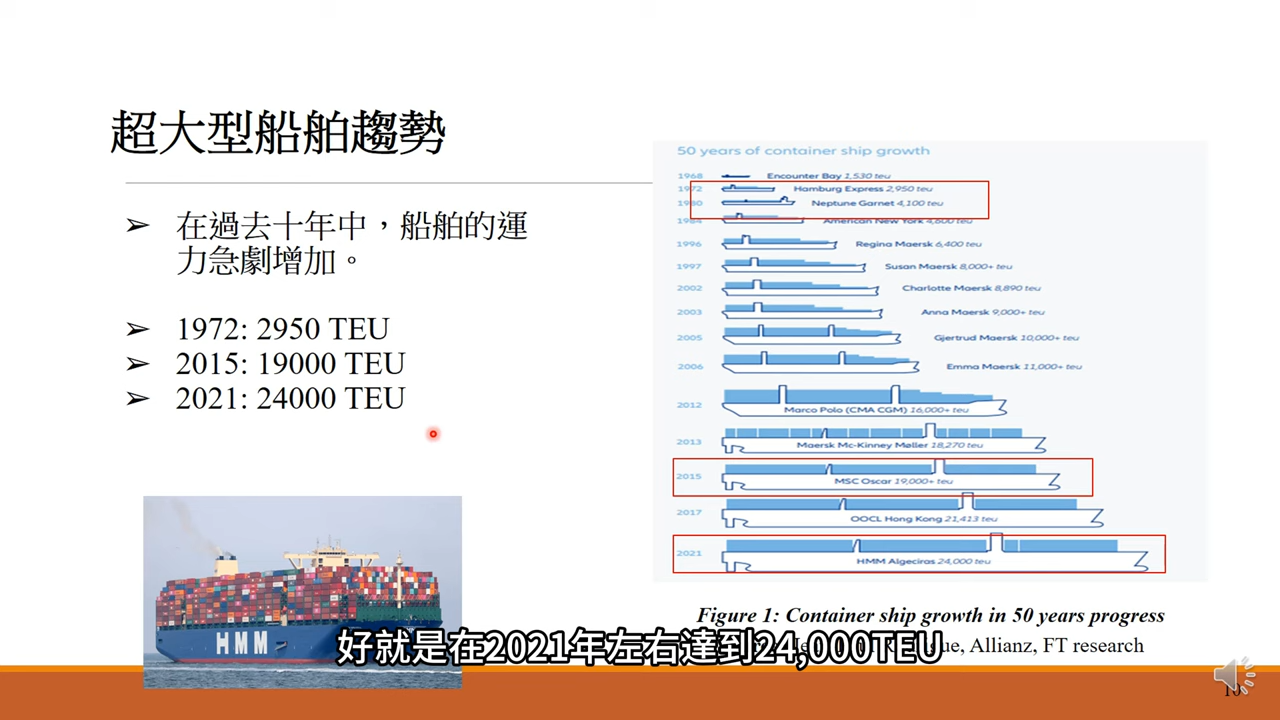 超大型船舶趨勢
➢ 在過去十年中，船舶的運
力急劇增加。
➢ 1972: 2950 TEU
➢ 2015: 19000 TEU
➢ 2021: 24000 TEU
50 years of container ship growth
1968 Encounter Bay 1,530 teu
1972 Hamburg Express 2,950 teu
1980 Neptune Garnet 4,100 teu
1984 American New York 4,600 teu
1996 Regina Maersk 6,400 teu
1997 Susan Maersk 8,000+ teu
2002 Charlotte Maersk 8,890 teu
2003 Anna Maersk 9,000+ teu
2005 Gjertrud Maersk 10,000+ teu
2006 Emma Maersk 11,000+ teu
2012 Marco Polo (CMA CGM) 16,000+ teu
2013 Maersk Mc-Kinney Møller 18,270 teu
2015 MSC Oscar 19,000+ teu
2017 OOCL Hong Kong 21,413 teu
2021 HMM Algeciras 24,000 teu
Figure 1: Container ship growth in 50 years progress
Allianz, FT research
HMM
好就是在2021年左右達到24,000TEU
10